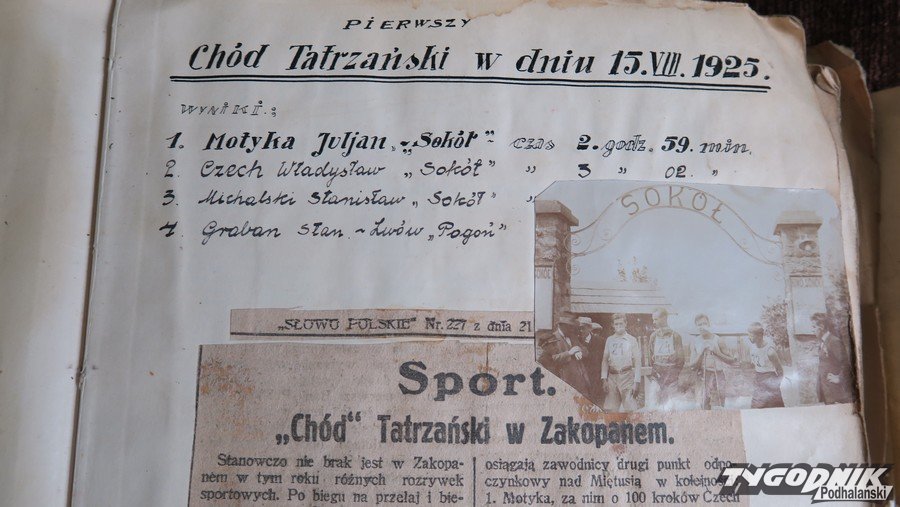 PIERWSZY
Chód Tatrzański w dniu 15.VIII.1925.
WYNIKI:
1. Motyka Juljan „Sokół" czas 2. godz. 59. min.
2. Czech Władysław „Sokół" „ 3 „ 02. „
3. Michalski Stanisław „Sokół" „
4 Graban Stan. - Lwów „Pogoń"
SOKÓŁ
„SŁOWO POLSKIE" Nr. 227 z dnia 21
Sport.
„Chód" Tatrzański w Zakopanem.
Stanowczo nie brak jest w Zakopa-
nem w tym roku różnych rozrywek
sportowych. Po biegu na przełaj i bie-
osiągają zawodnicy drugi punkt odpo-
czynkowy nad Miętusią w kolejnoś
1. Motyka, za nim o 100 kroków Czech
TYGODNIK
Podhalański